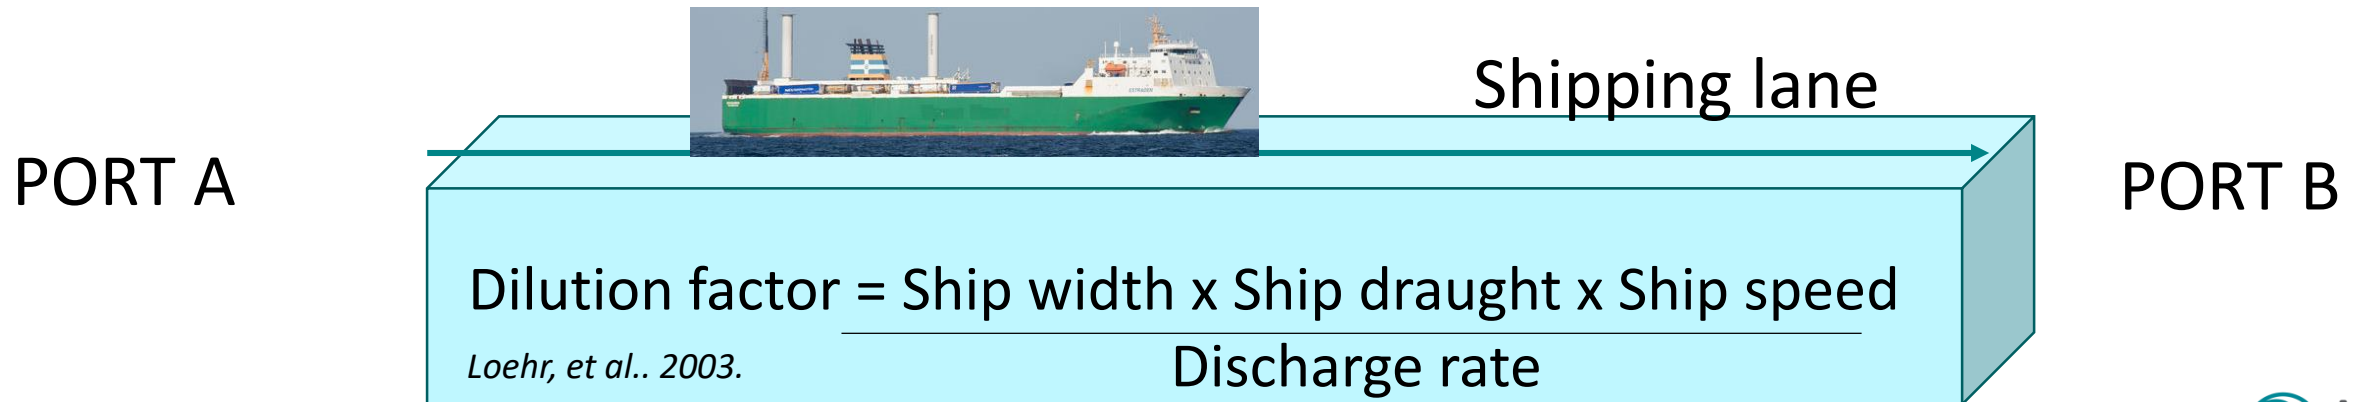 Shipping lane
PORT A
PORT B
Dilution factor = Ship width x Ship draught x Ship speed
Discharge rate
Loehr, et al.. 2003.